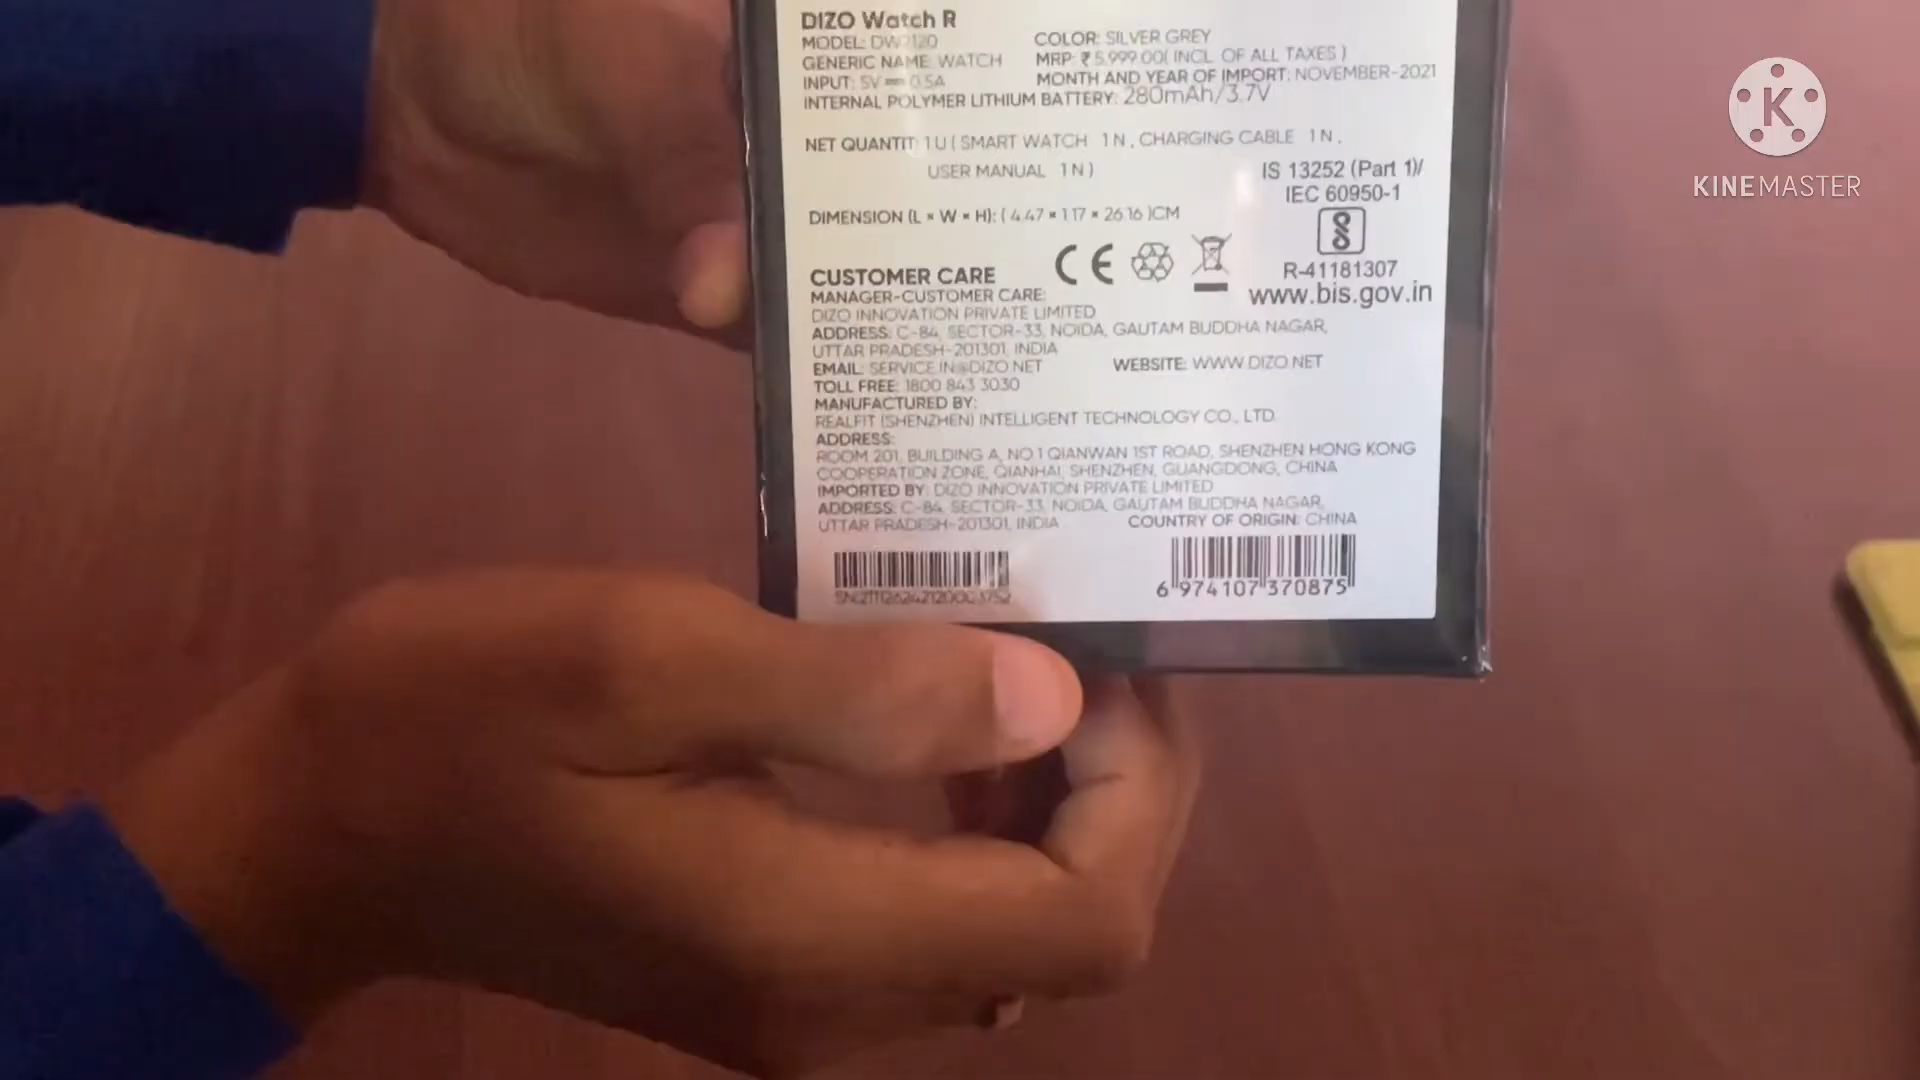 DIZO Watch R
MODEL: DW2120
COLOR: SILVER GREY
GENERIC NAME: WATCH
MRP: ₹ 5,999.00( INCL. OF ALL TAXES )
INPUT: 5V⎓0.5A
MONTH AND YEAR OF IMPORT: NOVEMBER-2021
INTERNAL POLYMER LITHIUM BATTERY: 280mAh/3.7V
NET QUANTIT: 1 U ( SMART WATCH 1 N , CHARGING CABLE 1 N ,
USER MANUAL 1 N )
IS 13252 (Part 1)/
IEC 60950-1
DIMENSION (L × W × H): ( 4.47 × 1.17 × 26.16 )CM
CE
R-41181307
www.bis.gov.in
CUSTOMER CARE
MANAGER-CUSTOMER CARE:
DIZO INNOVATION PRIVATE LIMITED
ADDRESS: C-84, SECTOR-33, NOIDA, GAUTAM BUDDHA NAGAR,
UTTAR PRADESH-201301, INDIA
EMAIL: SERVICE.IN@DIZO.NET
WEBSITE: WWW.DIZO.NET
TOLL FREE: 1800 843 3030
MANUFACTURED BY:
REALFIT (SHENZHEN) INTELLIGENT TECHNOLOGY CO., LTD.
ADDRESS:
ROOM 201, BUILDING A, NO.1 QIANWAN 1ST ROAD, SHENZHEN HONG KONG
COOPERATION ZONE, QIANHAI, SHENZHEN, GUANGDONG, CHINA
IMPORTED BY: DIZO INNOVATION PRIVATE LIMITED
ADDRESS: C-84, SECTOR-33, NOIDA, GAUTAM BUDDHA NAGAR,
UTTAR PRADESH-201301, INDIA
COUNTRY OF ORIGIN: CHINA
6 974107 370875
K
KINEMASTER